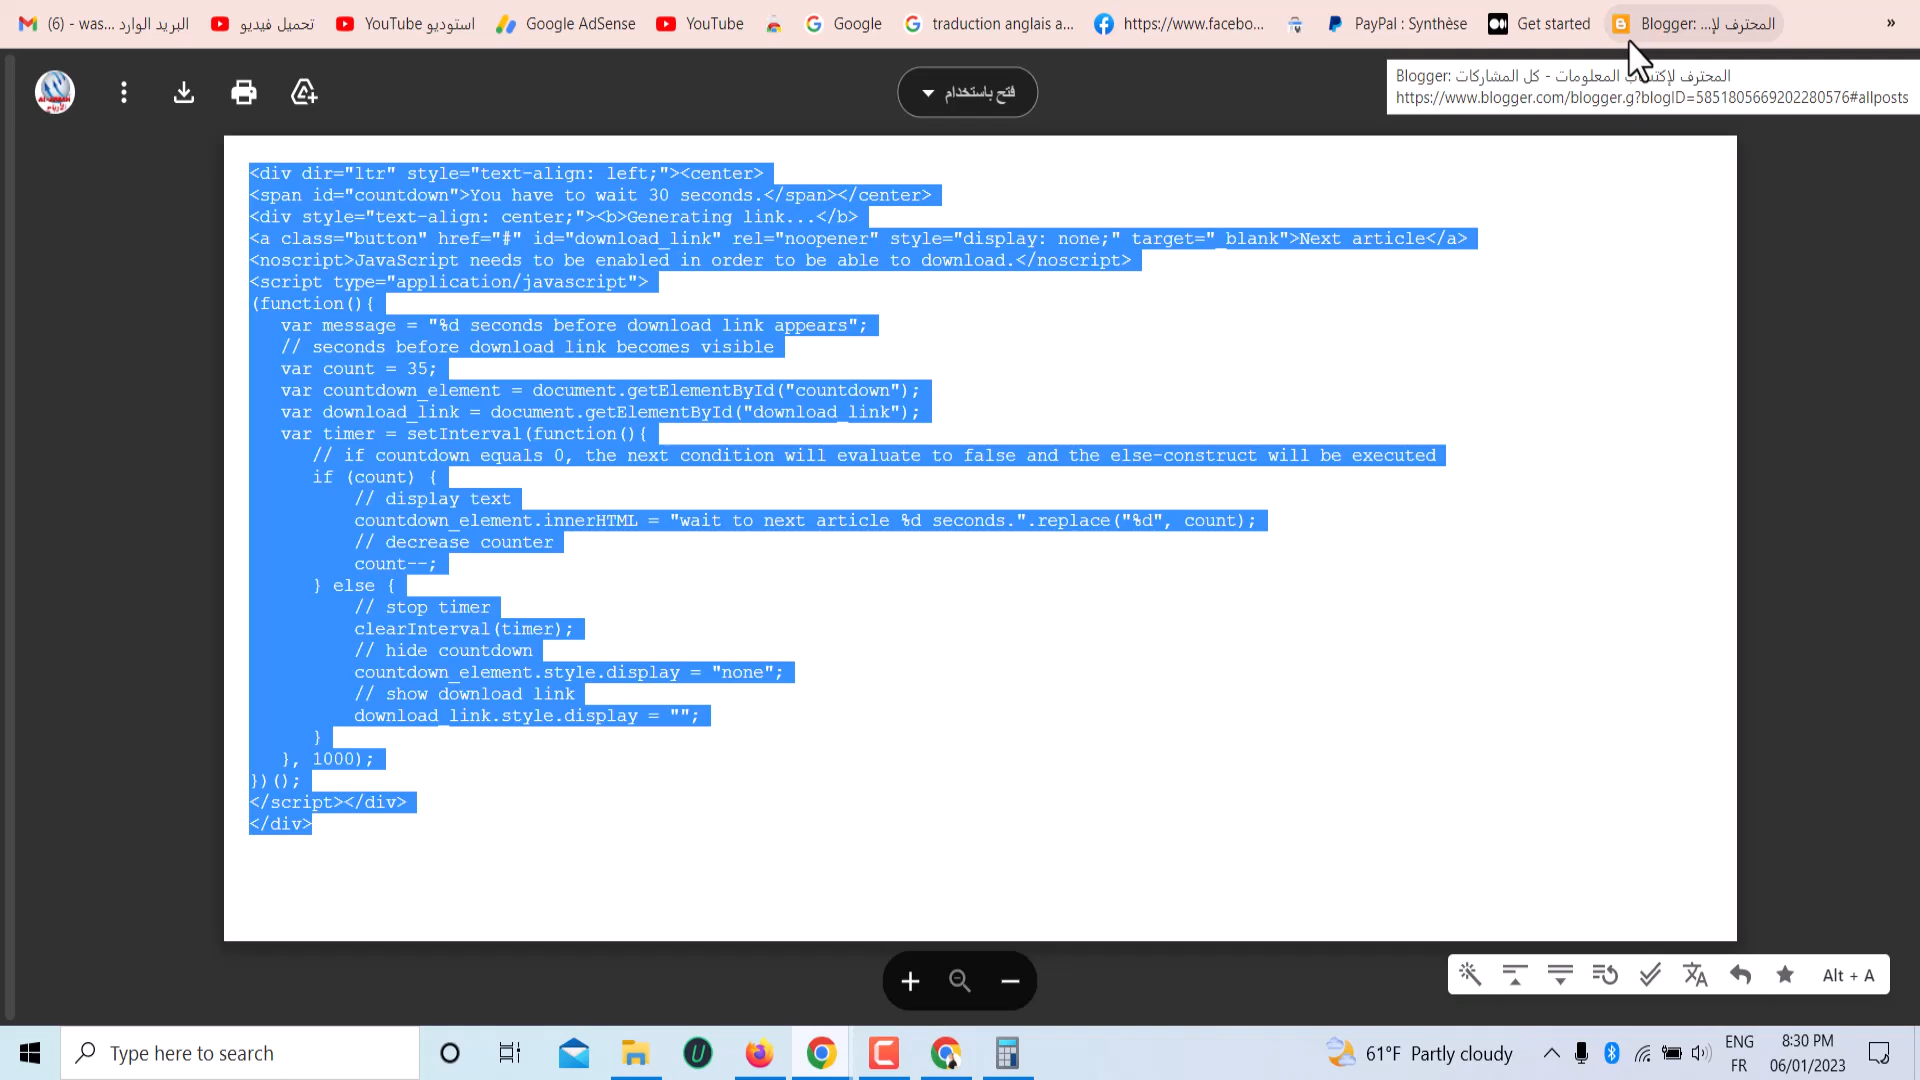 البريد الوارد (6) - was...
تحميل فيديو
استوديو YouTube
Google AdSense
YouTube
Google
traduction anglais a...
https://www.facebo...
PayPal : Synthèse
Get started
Blogger: ...المحترف لإ
»
فتح باستخدام
Blogger: المحترف لإكتساب المعلومات - كل المشاركات
https://www.blogger.com/blogger.g?blogID=5851805669202280576#allposts
<div dir="ltr" style="text-align: left;"><center>
<span id="countdown">You have to wait 30 seconds.</span></center>
<div style="text-align: center;"><b>Generating link...</b>
<a class="button" href="#" id="download_link" rel="noopener" style="display: none;" target="_blank">Next article</a>
<noscript>JavaScript needs to be enabled in order to be able to download.</noscript>
<script type="application/javascript">
(function(){
   var message = "%d seconds before download link appears";
   // seconds before download link becomes visible
   var count = 35;
   var countdown_element = document.getElementById("countdown");
   var download_link = document.getElementById("download_link");
   var timer = setInterval(function(){
      // if countdown equals 0, the next condition will evaluate to false and the else-construct will be executed
      if (count) {
          // display text
          countdown_element.innerHTML = "wait to next article %d seconds.".replace("%d", count);
          // decrease counter
          count--;
      } else {
          // stop timer
          clearInterval(timer);
          // hide countdown
          countdown_element.style.display = "none";
          // show download link
          download_link.style.display = "";
      }
   }, 1000);
})();
</script></div>
</div>
Alt + A
Type here to search
61°F Partly cloudy
ENG
FR
8:30 PM
06/01/2023